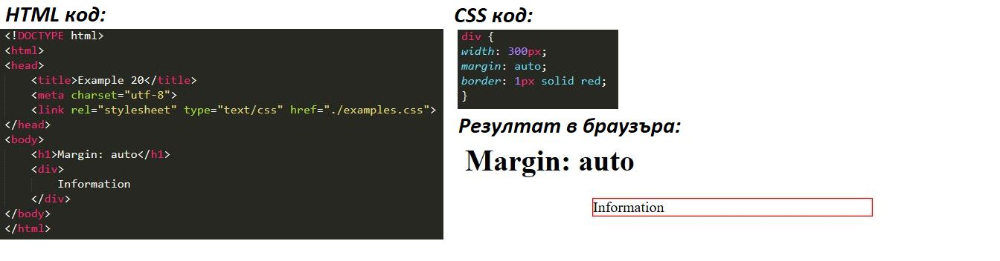 HTML код:
<!DOCTYPE html>
<html>
<head>
    <title>Example 20</title>
    <meta charset="utf-8">
    <link rel="stylesheet" type="text/css" href="./examples.css">
</head>
<body>
    <h1>Margin: auto</h1>
    <div>
        Information
    </div>
</body>
</html>
CSS код:
div {
width: 300px;
margin: auto;
border: 1px solid red;
}
Резултат в браузъра:
Margin: auto
Information